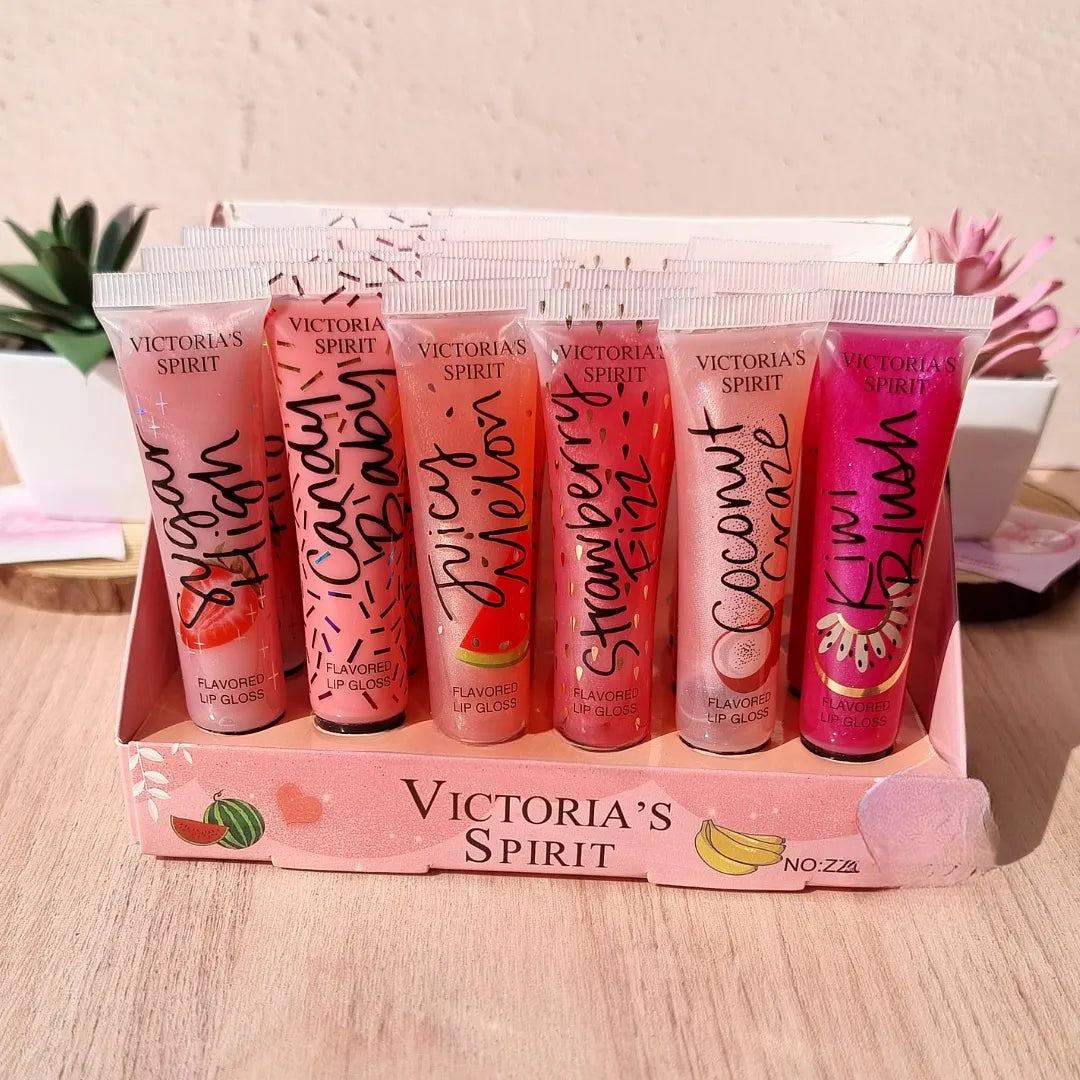 VICTORIA'S
SPIRIT
Sugar
High
FLAVORED
LIP GLOSS
VICTORIA
SPIRIT
Candy
Baby
FLAVORED
LIP GLOSS
VICTORIA'S
SPIRIT
Juicy
Melon
FLAVORED
LIP GLOSS
VICTORIA'S
SPIRIT
Strawberry
Fizz
FLAVORED
LIP GLOSS
VICTORIA'S
SPIRIT
Coconut
Craze
FLAVORED
LIP GLOSS
VICTORIA'S
SPIRIT
Kiwi
Blush
FLAVORED
LIP GLOSS
VICTORIA'S
SPIRIT